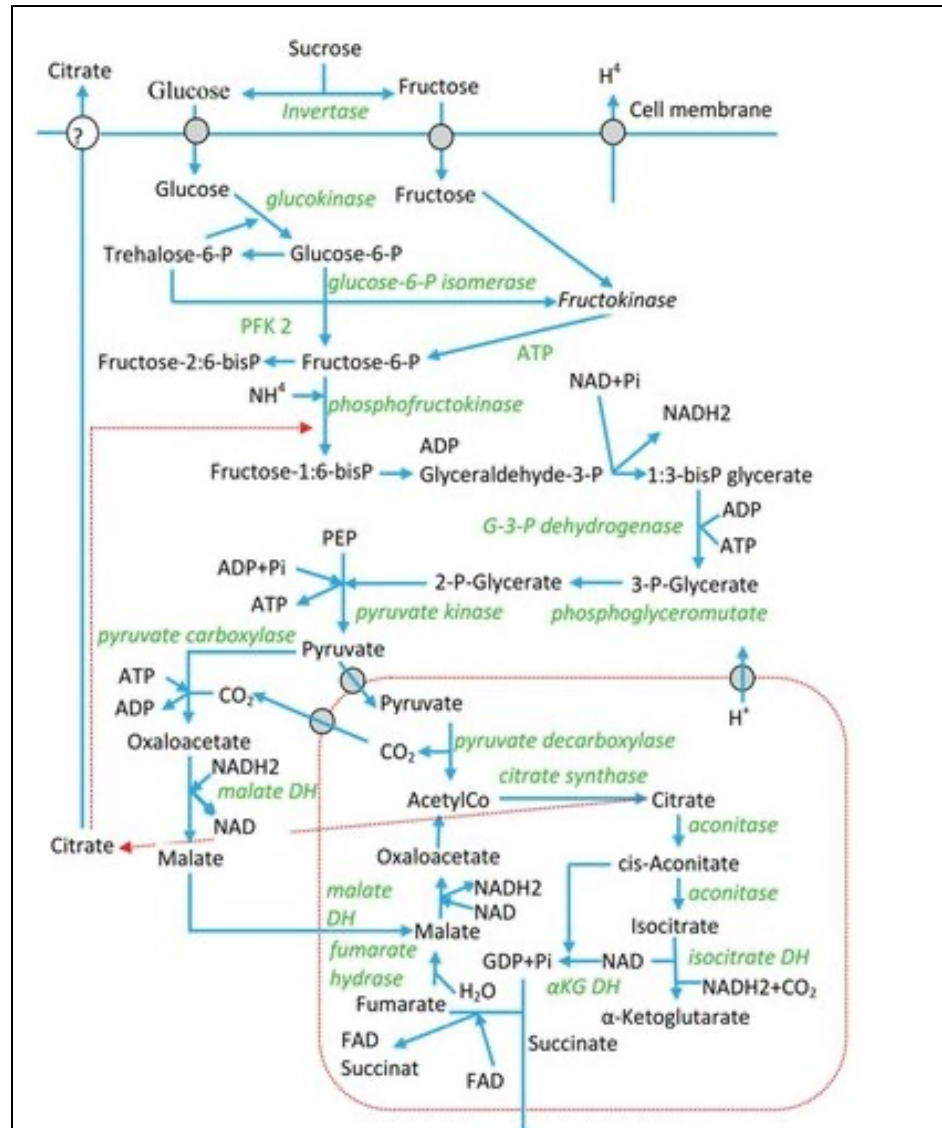 Sucrose
Citrate
Glucose
Fructose
H⁴
Invertase
Cell membrane
?
Glucose
glucokinase
Fructose
Trehalose-6-P
Glucose-6-P
glucose-6-P isomerase
Fructokinase
PFK 2
ATP
Fructose-2:6-bisP
Fructose-6-P
NAD+Pi
NH⁴
phosphofructokinase
NADH2
ADP
Fructose-1:6-bisP
Glyceraldehyde-3-P
1:3-bisP glycerate
G-3-P dehydrogenase
ADP
ATP
PEP
ADP+Pi
2-P-Glycerate
3-P-Glycerate
ATP
pyruvate kinase
phosphoglyceromutate
pyruvate carboxylase
Pyruvate
ATP
CO₂
Pyruvate
ADP
H⁺
Oxaloacetate
CO₂
pyruvate decarboxylase
NADH2
citrate synthase
malate DH
AcetylCo
Citrate
NAD
aconitase
Citrate
Malate
Oxaloacetate
cis-Aconitate
malate
DH
NADH2
NAD
aconitase
Isocitrate
Malate
fumarate
hydrase
GDP+Pi
NAD
isocitrate DH
H₂O
αKG DH
NADH2+CO₂
Fumarate
α-Ketoglutarate
FAD
Succinate
Succinat
FAD